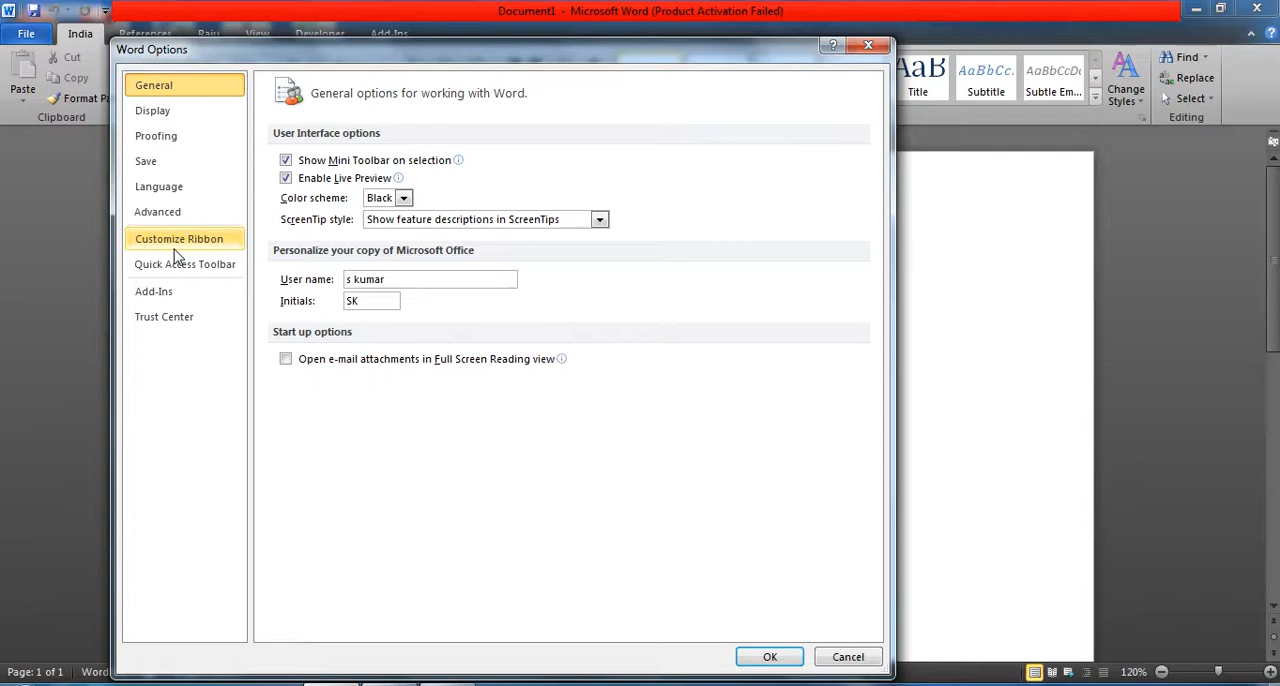 Document1 - Microsoft Word (Product Activation Failed)
File India References Raju View Developer Add-Ins
Word Options
Cut
Copy
Format Pa
Paste
Clipboard
General
Display
Proofing
Save
Language
Advanced
Customize Ribbon
Quick Access Toolbar
Add-Ins
Trust Center
General options for working with Word.
User Interface options
Show Mini Toolbar on selection
Enable Live Preview
Color scheme: Black
ScreenTip style: Show feature descriptions in ScreenTips
Personalize your copy of Microsoft Office
User name: s kumar
Initials: SK
Start up options
Open e-mail attachments in Full Screen Reading view
OK Cancel
AaB AaBbCc. AaBbCcDı
Title Subtitle Subtle Em...
Change
Styles
Find
Replace
Select
Editing
Page: 1 of 1 Word
120%